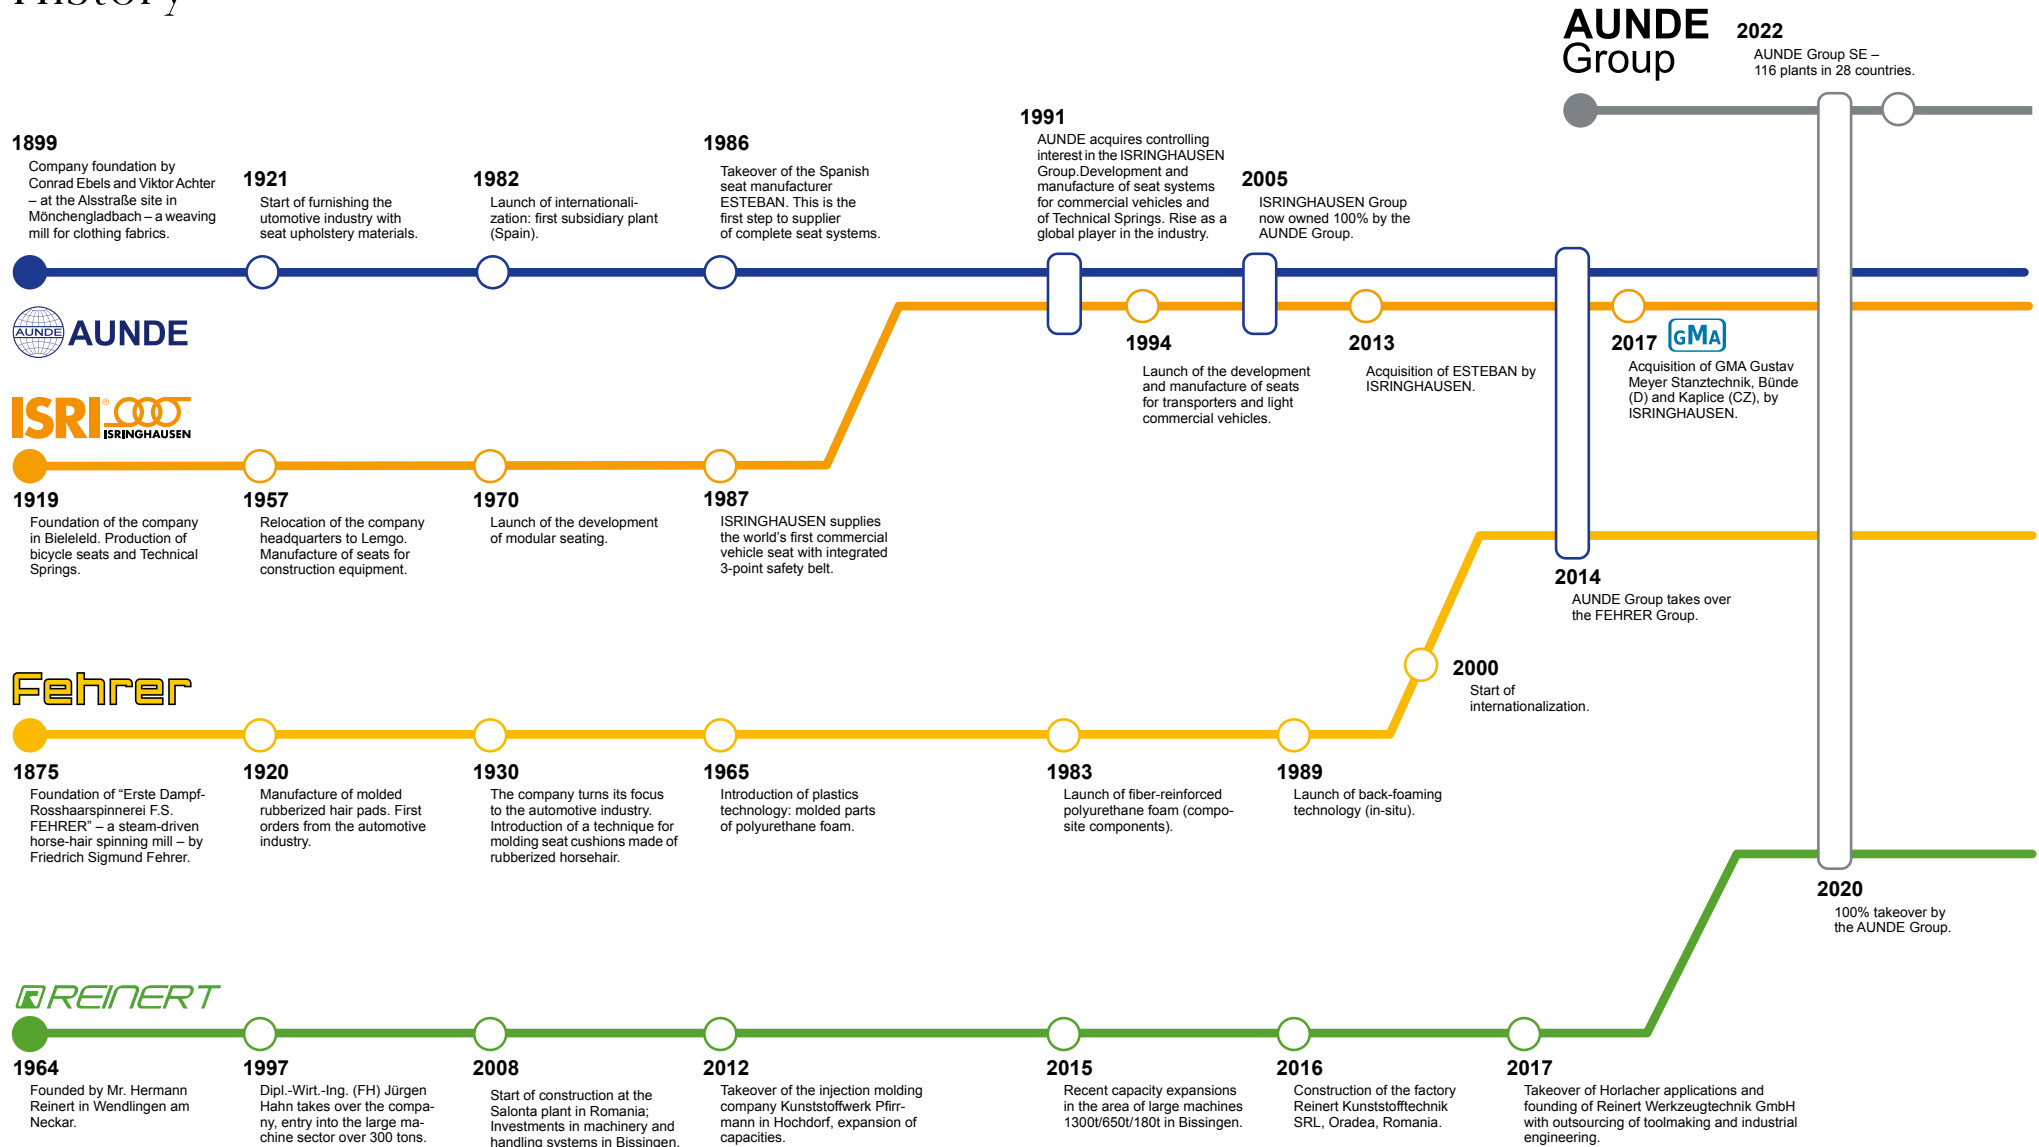 History
AUNDE
Group
2022
AUNDE Group SE –
116 plants in 28 countries.
1899
Company foundation by
Conrad Ebels and Viktor Achter
– at the Alsstraße site in
Mönchengladbach – a weaving
mill for clothing fabrics.
1921
Start of furnishing the
utomotive industry with
seat upholstery materials.
1982
Launch of internationali-
zation: first subsidiary plant
(Spain).
1986
Takeover of the Spanish
seat manufacturer
ESTEBAN. This is the
first step to supplier
of complete seat systems.
1991
AUNDE acquires controlling
interest in the ISRINGHAUSEN
Group.Development and
manufacture of seat systems
for commercial vehicles and
of Technical Springs. Rise as a
global player in the industry.
2005
ISRINGHAUSEN Group
now owned 100% by the
AUNDE Group.
AUNDE AUNDE
1994
Launch of the development
and manufacture of seats
for transporters and light
commercial vehicles.
2013
Acquisition of ESTEBAN by
ISRINGHAUSEN.
2017 GMA
Acquisition of GMA Gustav
Meyer Stanztechnik, Bünde
(D) and Kaplice (CZ), by
ISRINGHAUSEN.
ISRI®
ISRINGHAUSEN
1919
Foundation of the company
in Bieleleld. Production of
bicycle seats and Technical
Springs.
1957
Relocation of the company
headquarters to Lemgo.
Manufacture of seats for
construction equipment.
1970
Launch of the development
of modular seating.
1987
ISRINGHAUSEN supplies
the world's first commercial
vehicle seat with integrated
3-point safety belt.
2014
AUNDE Group takes over
the FEHRER Group.
2000
Start of
internationalization.
Fehrer
1875
Foundation of “Erste Dampf-
Rosshaarspinnerei F.S.
FEHRER” – a steam-driven
horse-hair spinning mill – by
Friedrich Sigmund Fehrer.
1920
Manufacture of molded
rubberized hair pads. First
orders from the automotive
industry.
1930
The company turns its focus
to the automotive industry.
Introduction of a technique for
molding seat cushions made of
rubberized horsehair.
1965
Introduction of plastics
technology: molded parts
of polyurethane foam.
1983
Launch of fiber-reinforced
polyurethane foam (compo-
site components).
1989
Launch of back-foaming
technology (in-situ).
2020
100% takeover by
the AUNDE Group.
REINERT
1964
Founded by Mr. Hermann
Reinert in Wendlingen am
Neckar.
1997
Dipl.-Wirt.-Ing. (FH) Jürgen
Hahn takes over the compa-
ny, entry into the large ma-
chine sector over 300 tons.
2008
Start of construction at the
Salonta plant in Romania;
Investments in machinery and
handling systems in Bissingen.
2012
Takeover of the injection molding
company Kunststoffwerk Pfirr-
mann in Hochdorf, expansion of
capacities.
2015
Recent capacity expansions
in the area of large machines
1300t/650t/180t in Bissingen.
2016
Construction of the factory
Reinert Kunststofftechnik
SRL, Oradea, Romania.
2017
Takeover of Horlacher applications and
founding of Reinert Werkzeugtechnik GmbH
with outsourcing of toolmaking and industrial
engineering.